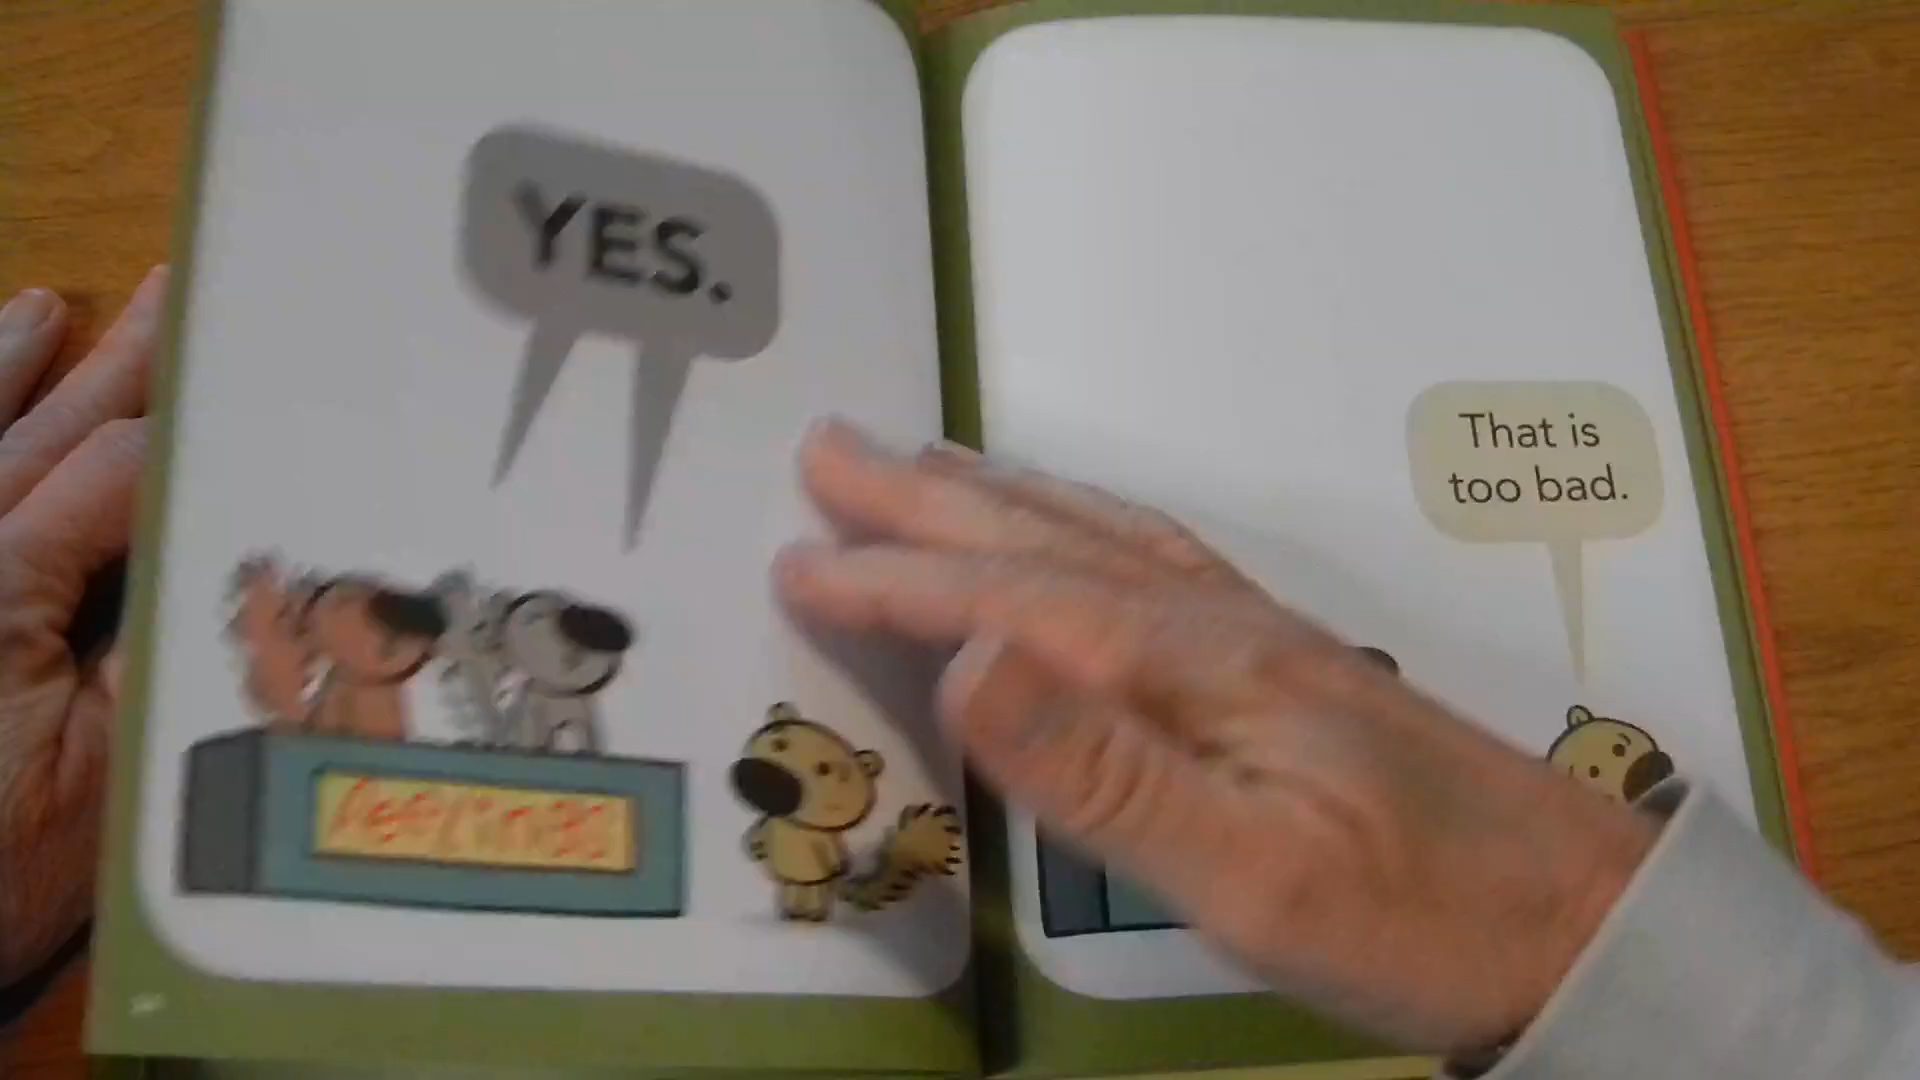 YES.
That is
too bad.